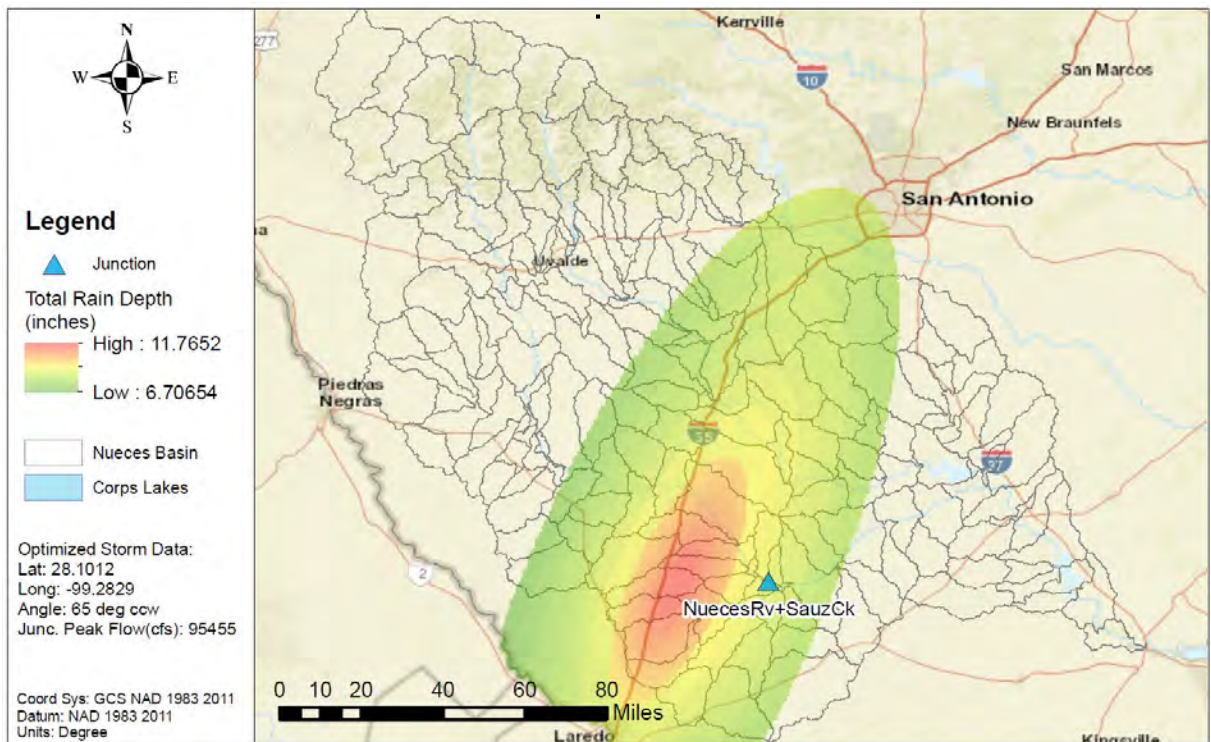 N
W E
S
Legend
Junction
Total Rain Depth
(inches)
High : 11.7652
Low : 6.70654
Nueces Basin
Corps Lakes
Optimized Storm Data:
Lat: 28.1012
Long: -99.2829
Angle: 65 deg ccw
Junc. Peak Flow(cfs): 95455
Coord Sys: GCS NAD 1983 2011
Datum: NAD 1983 2011
Units: Degree
277
Kerrville
10
San Marcos
New Braunfels
San Antonio
Uvalde
Piedras
Negras
35
37
2
NuecesRv+SauzCk
0 10 20 40 60 80
Miles
Laredo
Kingsville